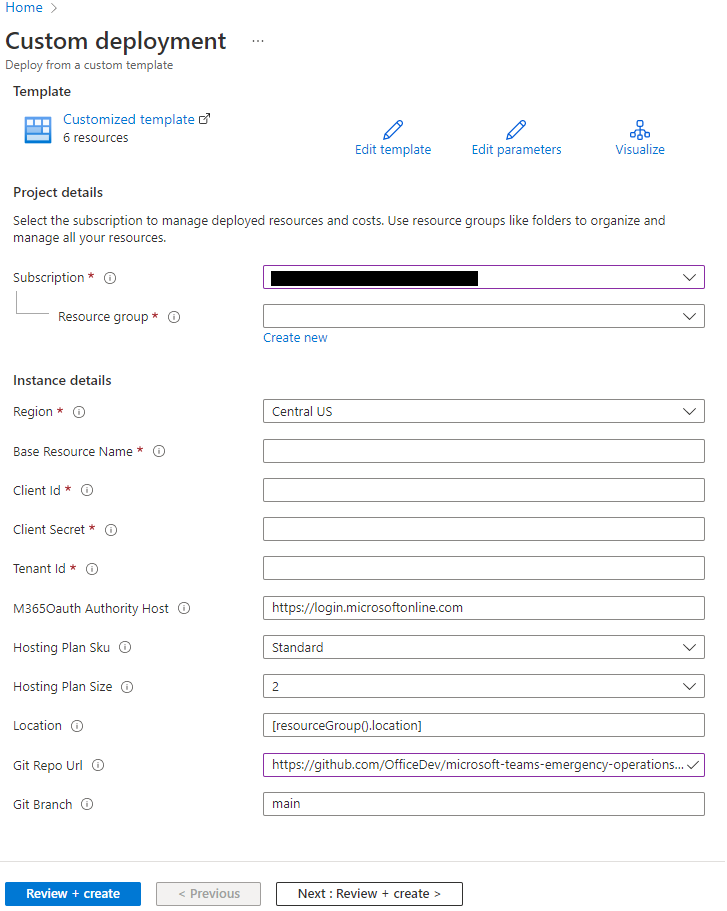 Home
Custom deployment ...
Deploy from a custom template
Template
Customized template
6 resources
Edit template
Edit parameters
Visualize
Project details
Select the subscription to manage deployed resources and costs. Use resource groups like folders to organize and
manage all your resources.
Subscription *
Resource group *
Create new
Instance details
Region * Central US
Base Resource Name *
Client Id *
Client Secret *
Tenant Id *
M365Oauth Authority Host https://login.microsoftonline.com
Hosting Plan Sku Standard
Hosting Plan Size 2
Location [resourceGroup().location]
Git Repo Url https://github.com/OfficeDev/microsoft-teams-emergency-operations...
Git Branch main
Review + create
< Previous
Next : Review + create >